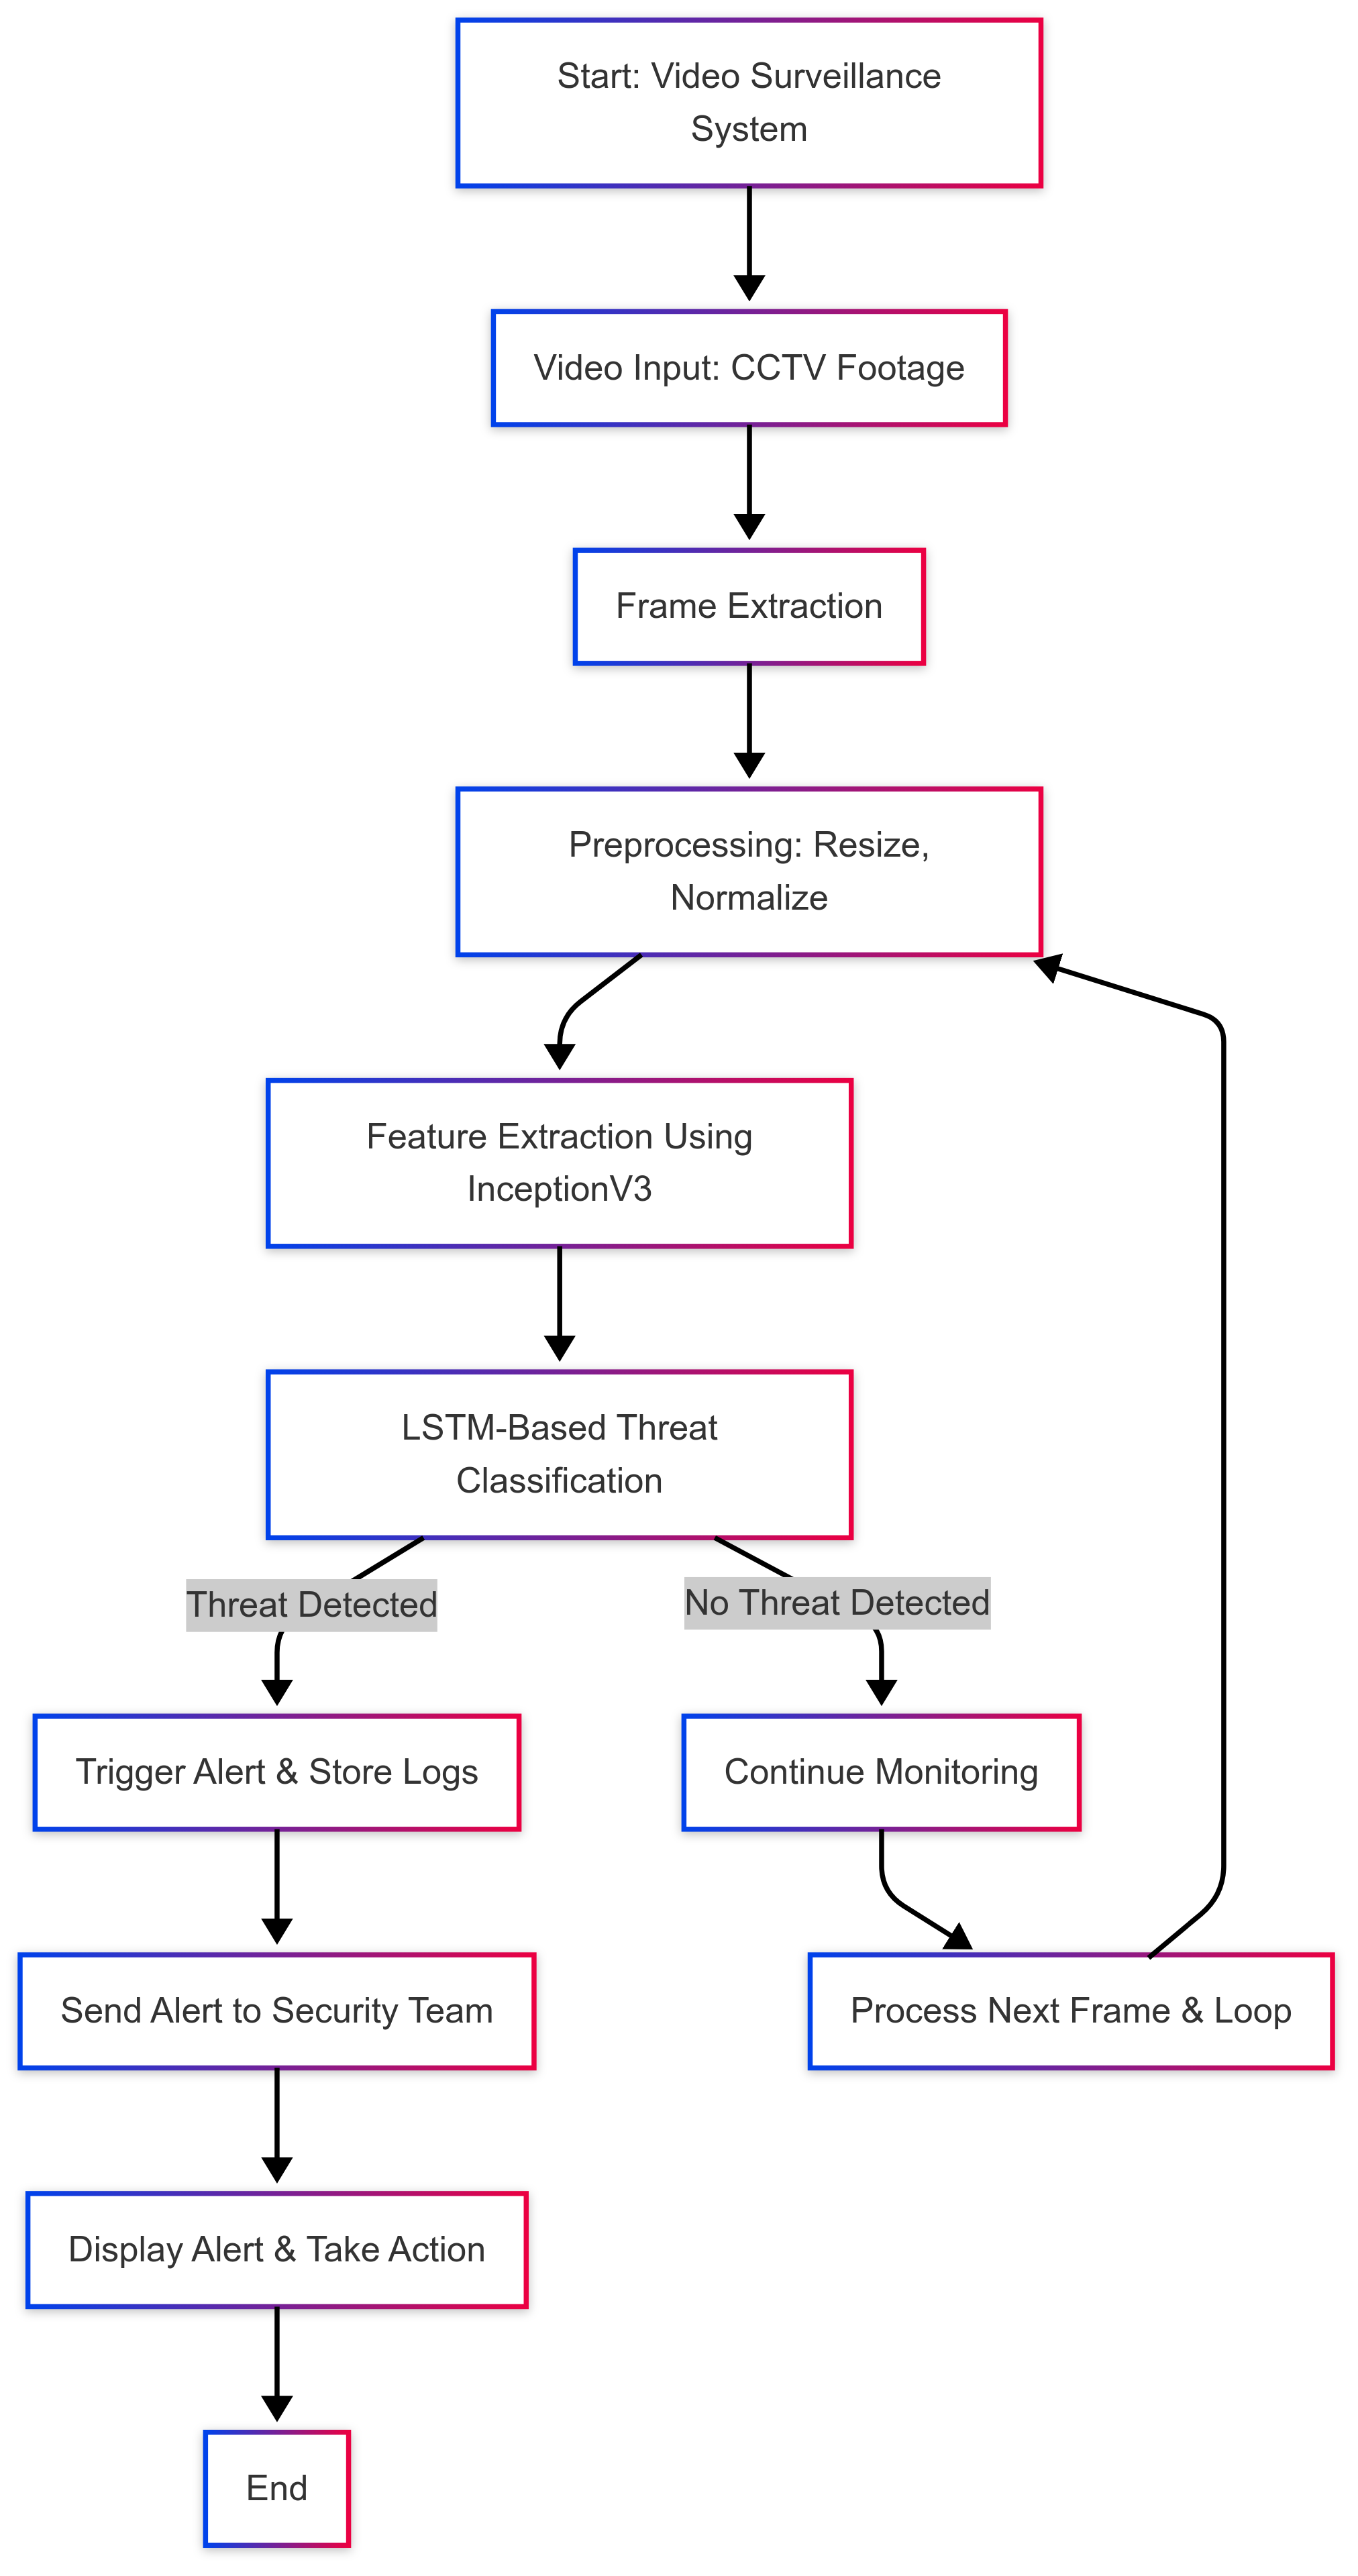 Start: Video Surveillance
System
Video Input: CCTV Footage
Frame Extraction
Preprocessing: Resize,
Normalize
Feature Extraction Using
InceptionV3
LSTM-Based Threat
Classification
Threat Detected
No Threat Detected
Trigger Alert & Store Logs
Continue Monitoring
Send Alert to Security Team
Process Next Frame & Loop
Display Alert & Take Action
End